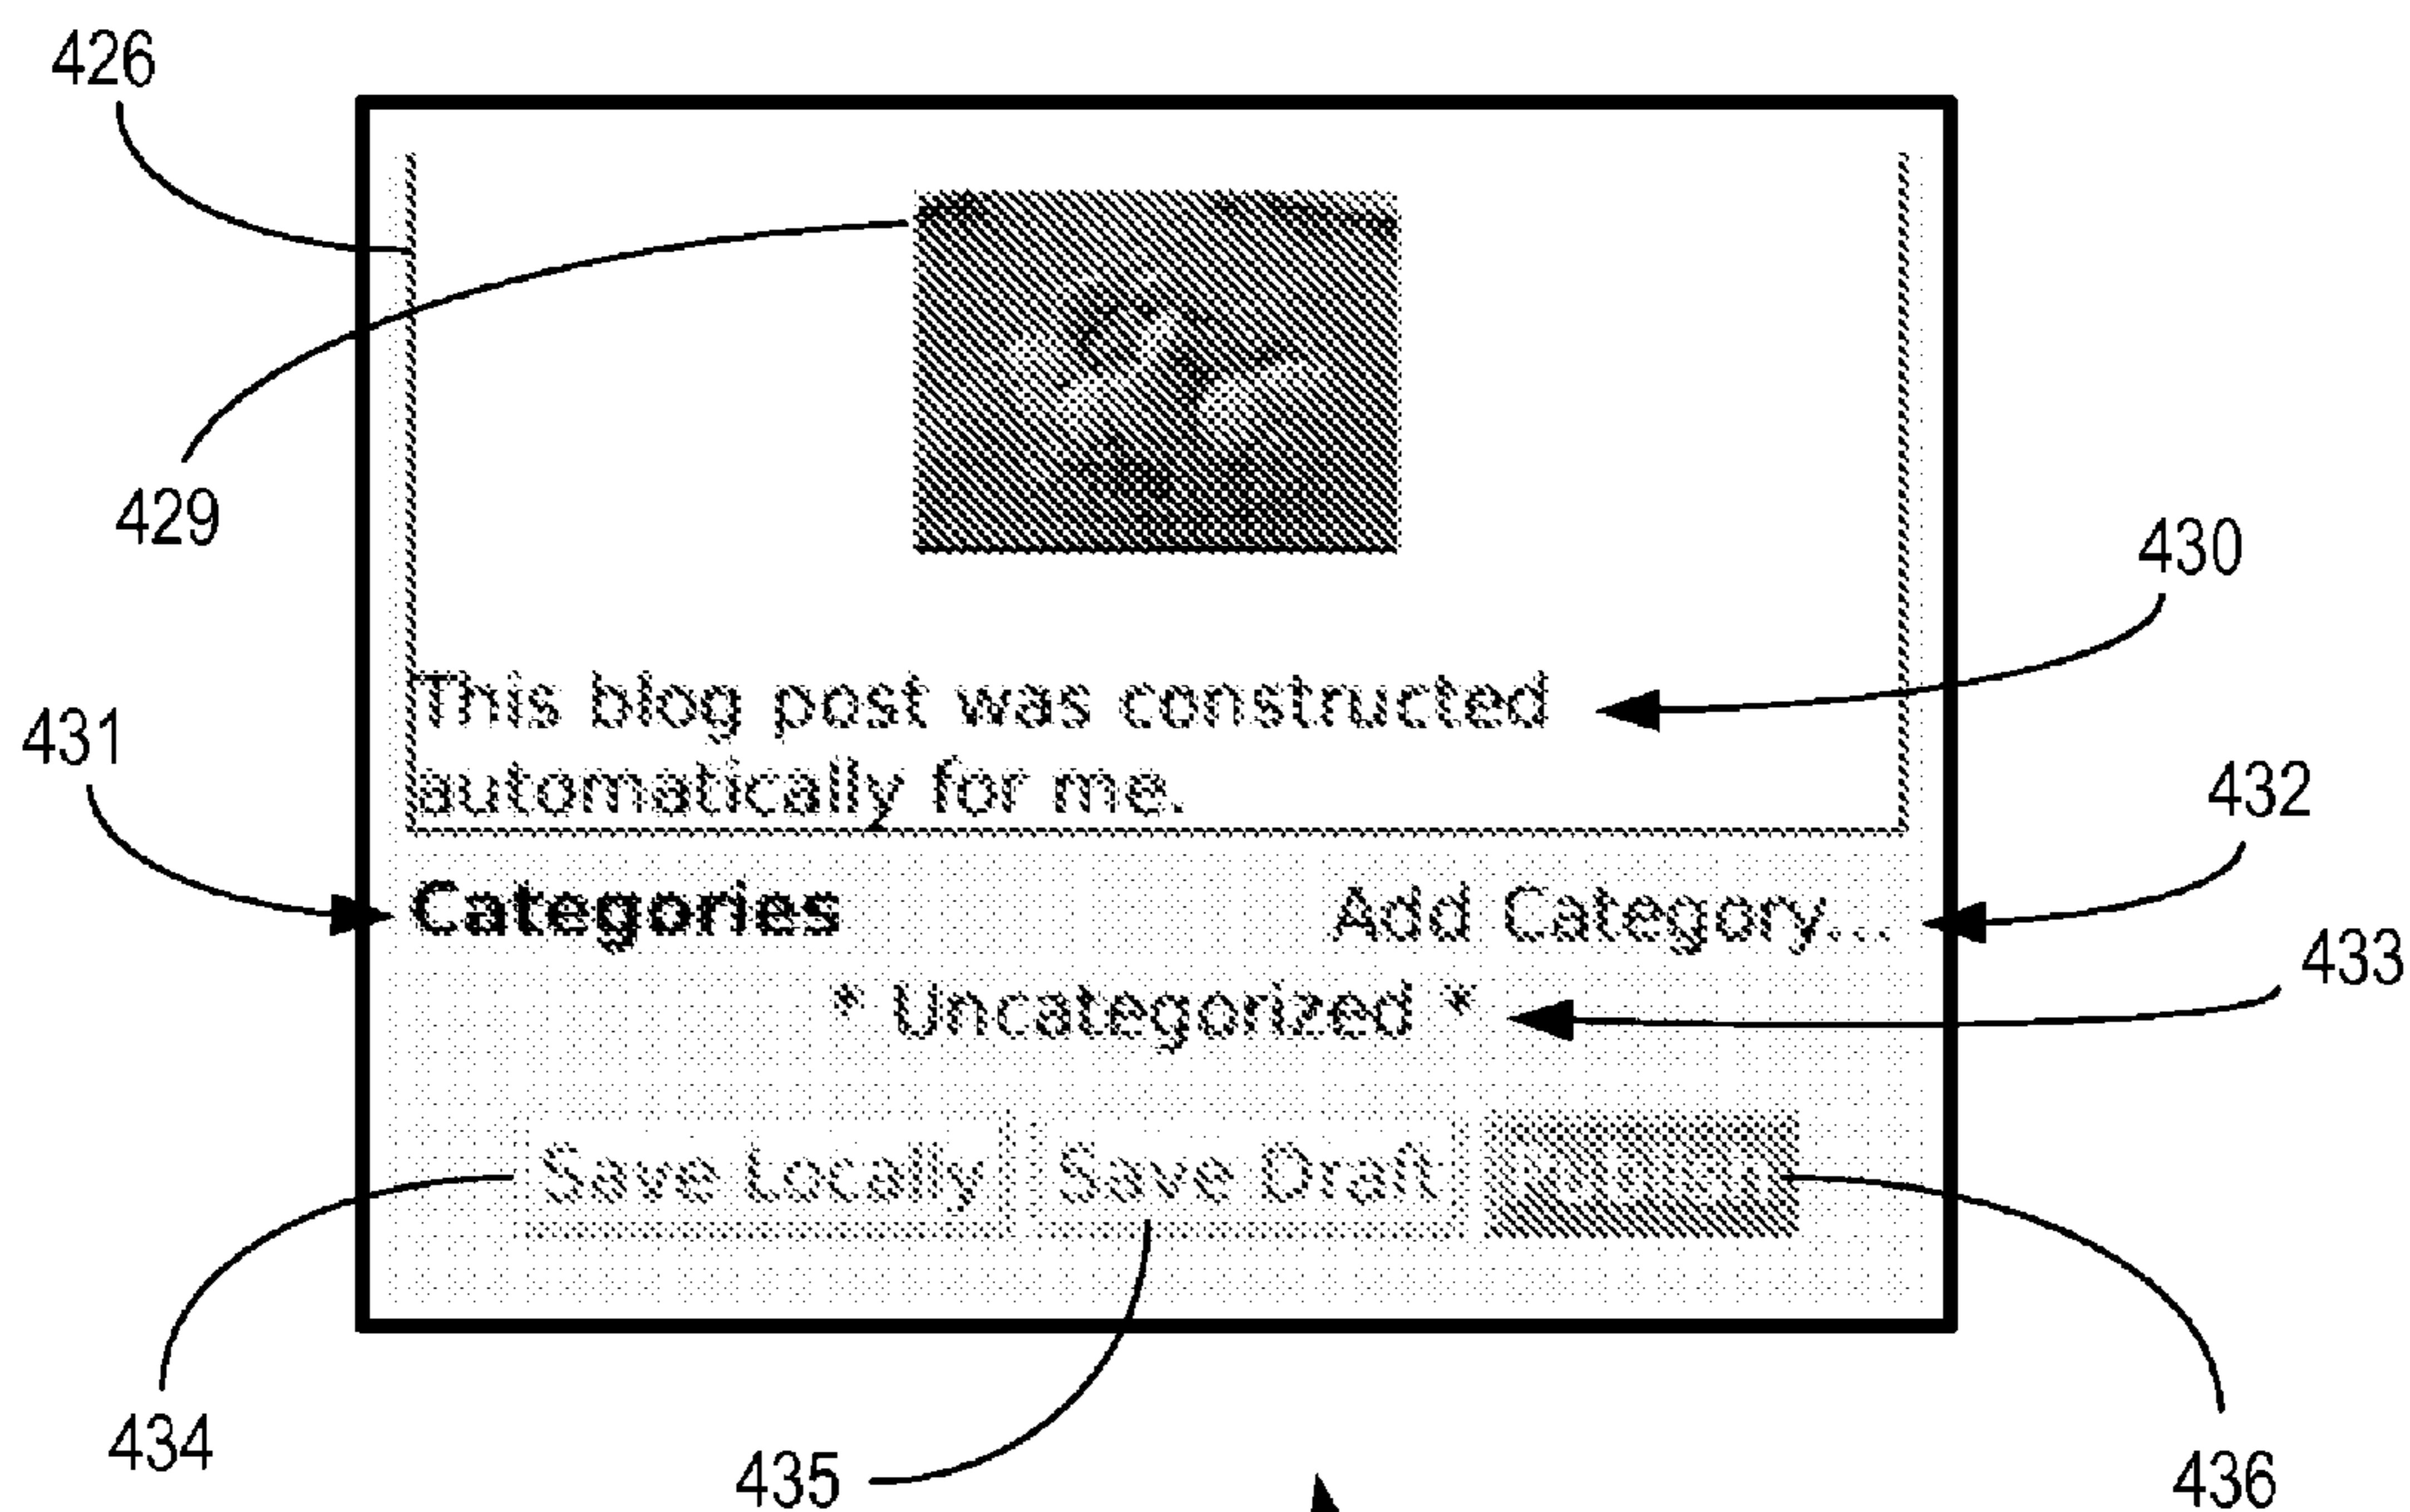 426
429
430
This blog post was constructed
automatically for me.
431
432
Categories Add Category...
433
* Uncategorized *
Save Locally Save Draft
434
435
436